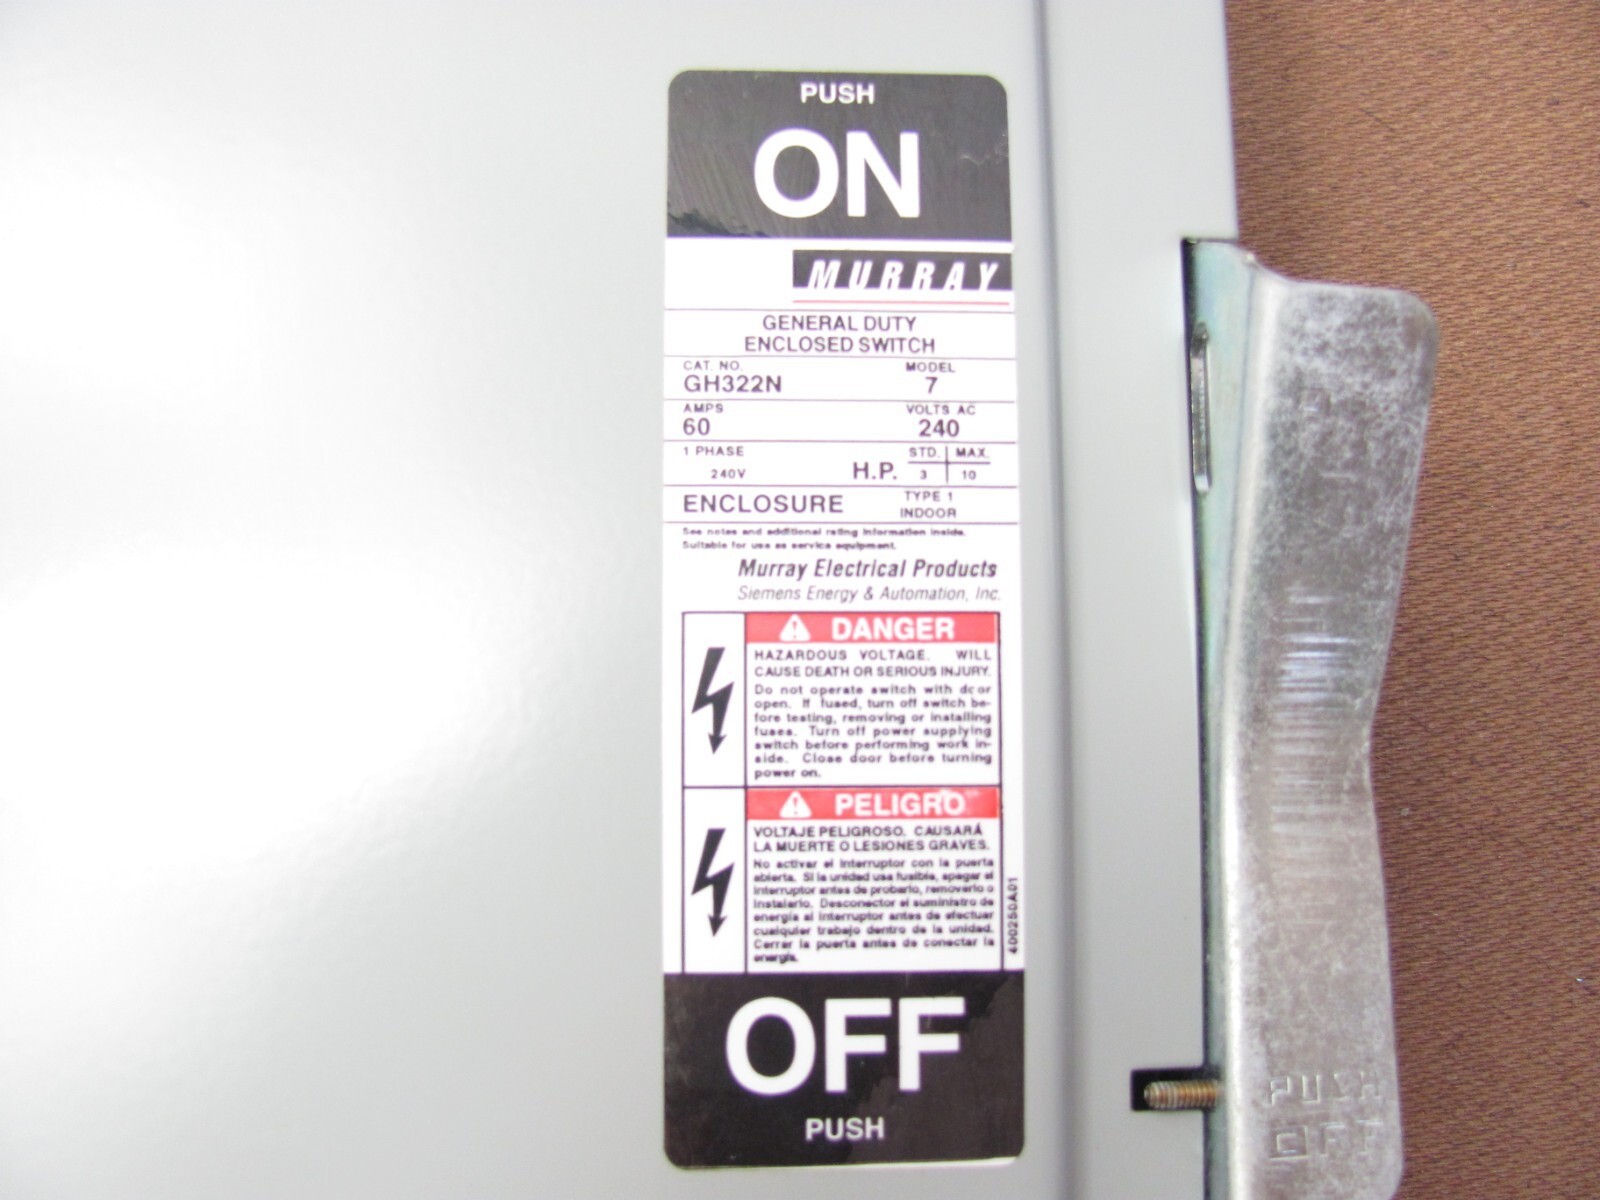 PUSH
ON
MURRAY
GENERAL DUTY
ENCLOSED SWITCH
CAT. NO. MODEL
GH322N 7
AMPS VOLTS AC
60 240
1 PHASE STD. MAX.
240V H.P. 3 10
ENCLOSURE TYPE 1
INDOOR
See notes and additional rating information inside.
Suitable for use as service equipment.
Murray Electrical Products
Siemens Energy & Automation, Inc.
DANGER
HAZARDOUS VOLTAGE. WILL
CAUSE DEATH OR SERIOUS INJURY.
Do not operate switch with door
open. If fused, turn off switch be-
fore testing, removing or installing
fuses. Turn off power supplying
switch before performing work in-
side. Close door before turning
power on.
PELIGRO
VOLTAJE PELIGROSO. CAUSARÁ
LA MUERTE O LESIONES GRAVES.
No activar el interruptor con la puerta
abierta. Si la unidad usa fusible, apagar el
interruptor antes de probarlo, removerlo o
instalarlo. Desconector el suministro de
energía al interruptor antes de efectuar
cualquier trabajo dentro de la unidad.
Cerrar la puerta antes de conectar la
energía.
400250A01
OFF
PUSH
PUSH
OFF